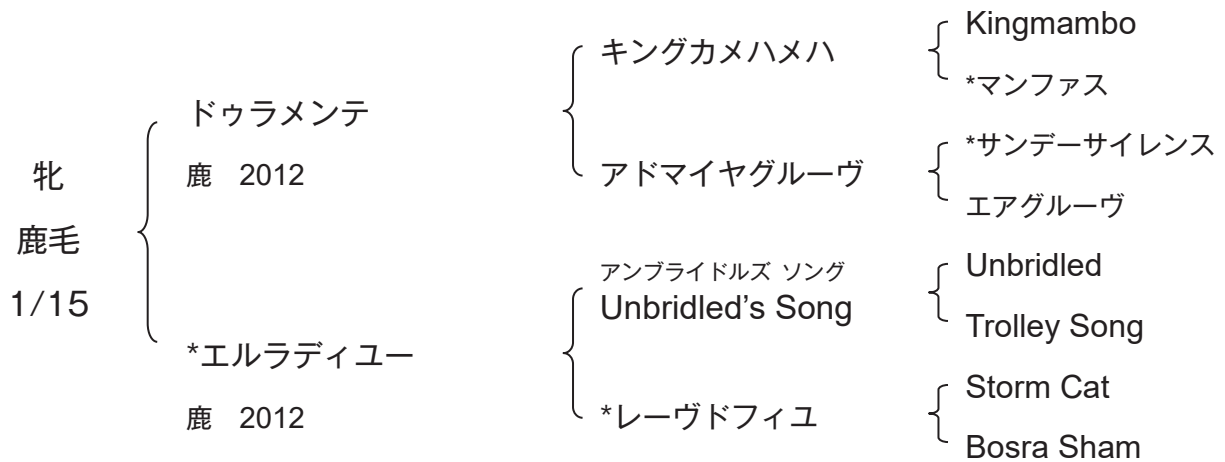 牝
鹿毛
1/15
ドゥラメンテ
鹿 2012
*エルラディユー
鹿 2012
キングカメハメハ
アドマイヤグルーヴ
アンブライドルズ ソング
Unbridled’s Song
*レーヴドフィユ
Kingmambo
*マンファス
*サンデーサイレンス
エアグルーヴ
Unbridled
Trolley Song
Storm Cat
Bosra Sham